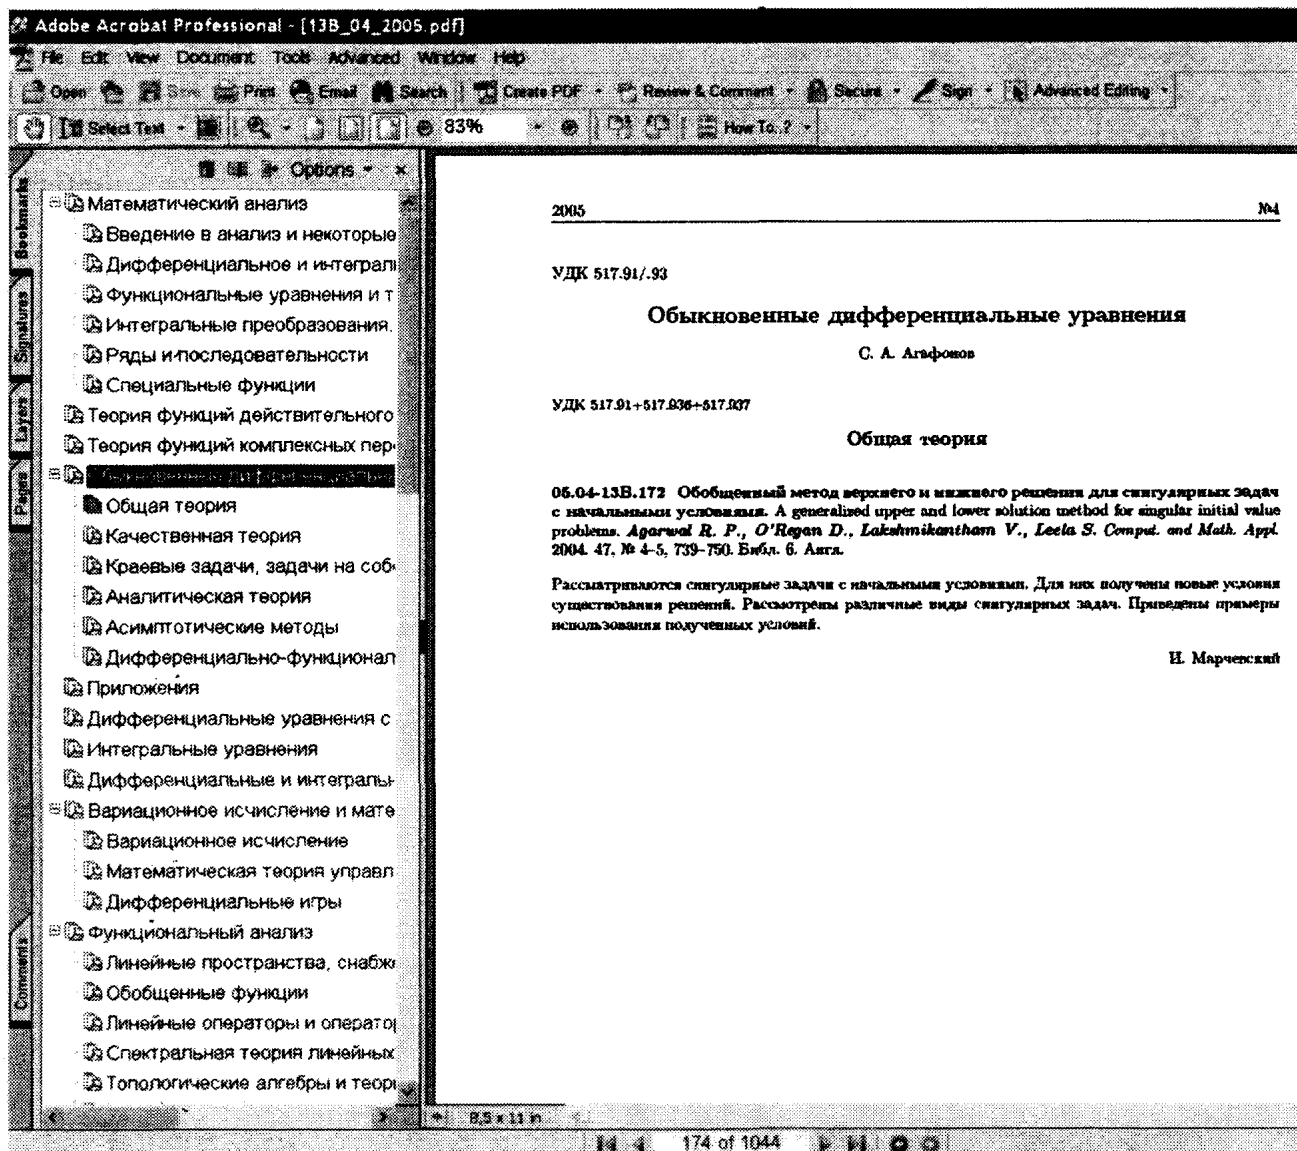 Adobe Acrobat Professional - [13B_04_2005.pdf]
File Edit View Document Tools Advanced Window Help
Open Save Print Email Search Create PDF Review & Comment Secure Sign Advanced Editing
Select Text 83% How To..?
Options
Bookmarks
Signatures
Layers
Pages
Comments
Математический анализ
Введение в анализ и некоторые
Дифференциальное и интеграл
Функциональные уравнения и т
Интегральные преобразования.
Ряды и последовательности
Специальные функции
Теория функций действительного
Теория функций комплексных пер
Общая теория
Качественная теория
Краевые задачи, задачи на соб
Аналитическая теория
Асимптотические методы
Дифференциально-функционал
Приложения
Дифференциальные уравнения с
Интегральные уравнения
Дифференциальные и интеграль
Вариационное исчисление и мате
Вариационное исчисление
Математическая теория управл
Дифференциальные игры
Функциональный анализ
Линейные пространства, снабже
Обобщенные функции
Линейные операторы и оператор
Спектральная теория линейных
Топологические алгебры и теори
2005 №4
УДК 517.91/.93
Обыкновенные дифференциальные уравнения
С. А. Агафонов
УДК 517.91+517.936+517.937
Общая теория
05.04-13В.172 Обобщенный метод верхнего и нижнего решения для сингулярных задач
с начальными условиями. A generalized upper and lower solution method for singular initial value
problems. Agarwal R. P., O'Regan D., Lakshmikantham V., Leela S. Comput. and Math. Appl.
2004. 47, № 4-5, 739-750. Библ. 6. Англ.
Рассматриваются сингулярные задачи с начальными условиями. Для них получены новые условия
существования решений. Рассмотрены различные виды сингулярных задач. Приведены примеры
использования полученных условий.
И. Марчевский
8,5 x 11 in
174 of 1044